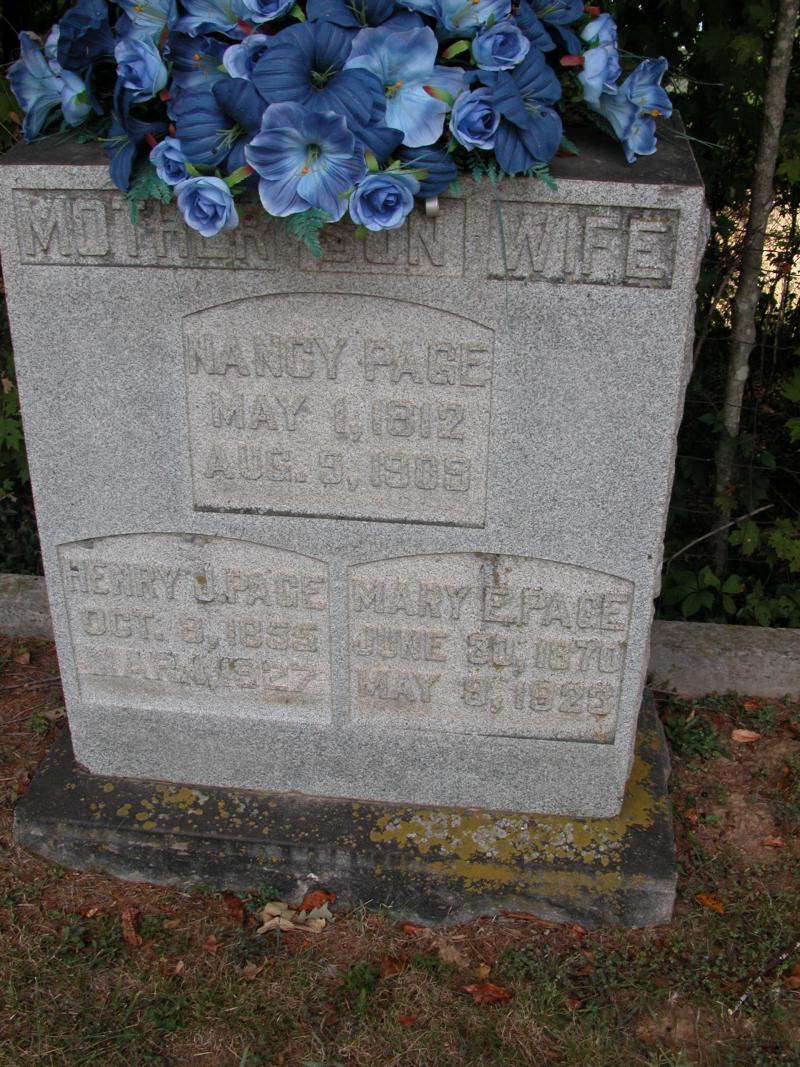 MOTHER SON WIFE
NANCY PAGE
MAY 1, 1812
AUG. 9, 1909
HENRY J. PAGE
OCT. 8, 1855
MARY E. PAGE
JUNE 30, 1870
MAY 8, 1925